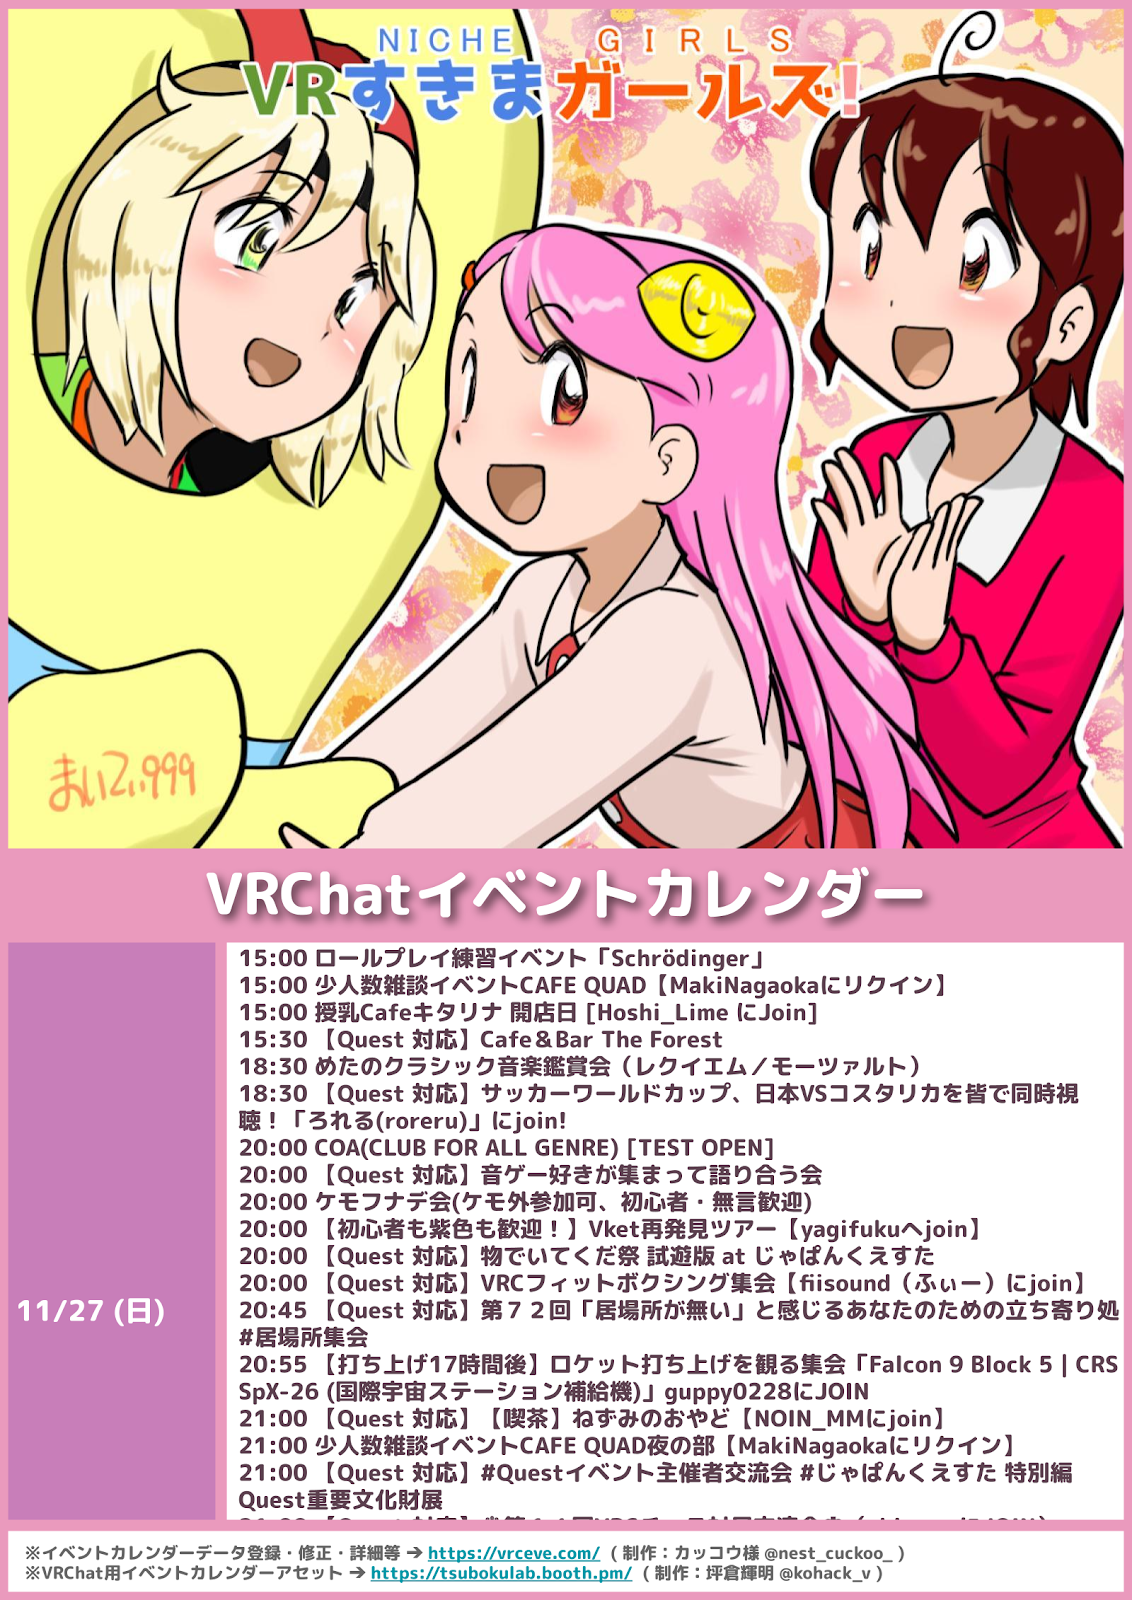 NICHE GIRLS
VRすきまガールズ!
まいてぃ999
VRChatイベントカレンダー
11/27 (日)
15:00 ロールプレイ練習イベント「Schrödinger」
15:00 少人数雑談イベントCAFE QUAD【MakiNagaokaにリクイン】
15:00 授乳Cafeキタリナ 開店日 [Hoshi_Lime にJoin]
15:30 【Quest 対応】Cafe＆Bar The Forest
18:30 めたのクラシック音楽鑑賞会（レクイエム／モーツァルト）
18:30 【Quest 対応】サッカーワールドカップ、日本VSコスタリカを皆で同時視
聴！「ろれる(roreru)」にjoin!
20:00 COA(CLUB FOR ALL GENRE) [TEST OPEN]
20:00 【Quest 対応】音ゲー好きが集まって語り合う会
20:00 ケモフナデ会(ケモ外参加可、初心者・無言歓迎)
20:00 【初心者も紫色も歓迎！】Vket再発見ツアー【yagifukuへjoin】
20:00 【Quest 対応】物でいてくだ祭 試遊版 at じゃぱんくえすた
20:00 【Quest 対応】VRCフィットボクシング集会【fiisound（ふぃー）にjoin】
20:45 【Quest 対応】第７２回「居場所が無い」と感じるあなたのための立ち寄り処
#居場所集会
20:55 【打ち上げ17時間後】ロケット打ち上げを観る集会「Falcon 9 Block 5 | CRS
SpX-26 (国際宇宙ステーション補給機)」guppy0228にJOIN
21:00 【Quest 対応】【喫茶】ねずみのおやど【NOIN_MMにjoin】
21:00 少人数雑談イベントCAFE QUAD夜の部【MakiNagaokaにリクイン】
21:00 【Quest 対応】#Questイベント主催者交流会 #じゃぱんくえすた 特別編
Quest重要文化財展
※イベントカレンダーデータ登録・修正・詳細等 ➔ https://vrceve.com/ （制作：カッコウ様 @nest_cuckoo_ ）
※VRChat用イベントカレンダーアセット ➔ https://tsubokulab.booth.pm/ （制作：坪倉輝明 @kohack_v ）